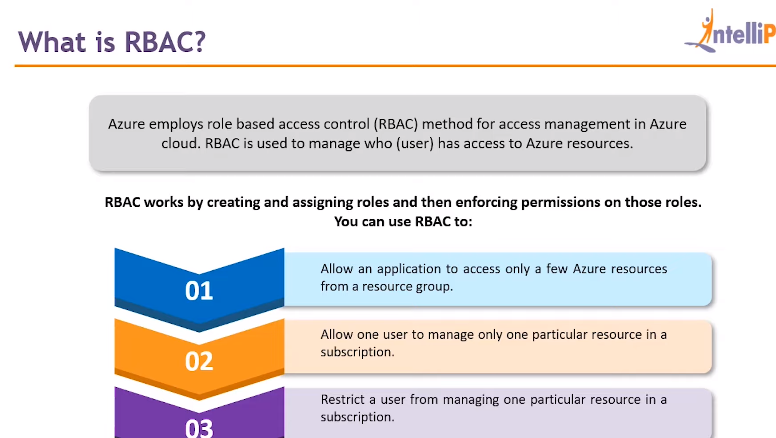 What is RBAC?
intelliP
Azure employs role based access control (RBAC) method for access management in Azure
cloud. RBAC is used to manage who (user) has access to Azure resources.
RBAC works by creating and assigning roles and then enforcing permissions on those roles.
You can use RBAC to:
01
Allow an application to access only a few Azure resources
from a resource group.
02
Allow one user to manage only one particular resource in a
subscription.
03
Restrict a user from managing one particular resource in a
subscription.